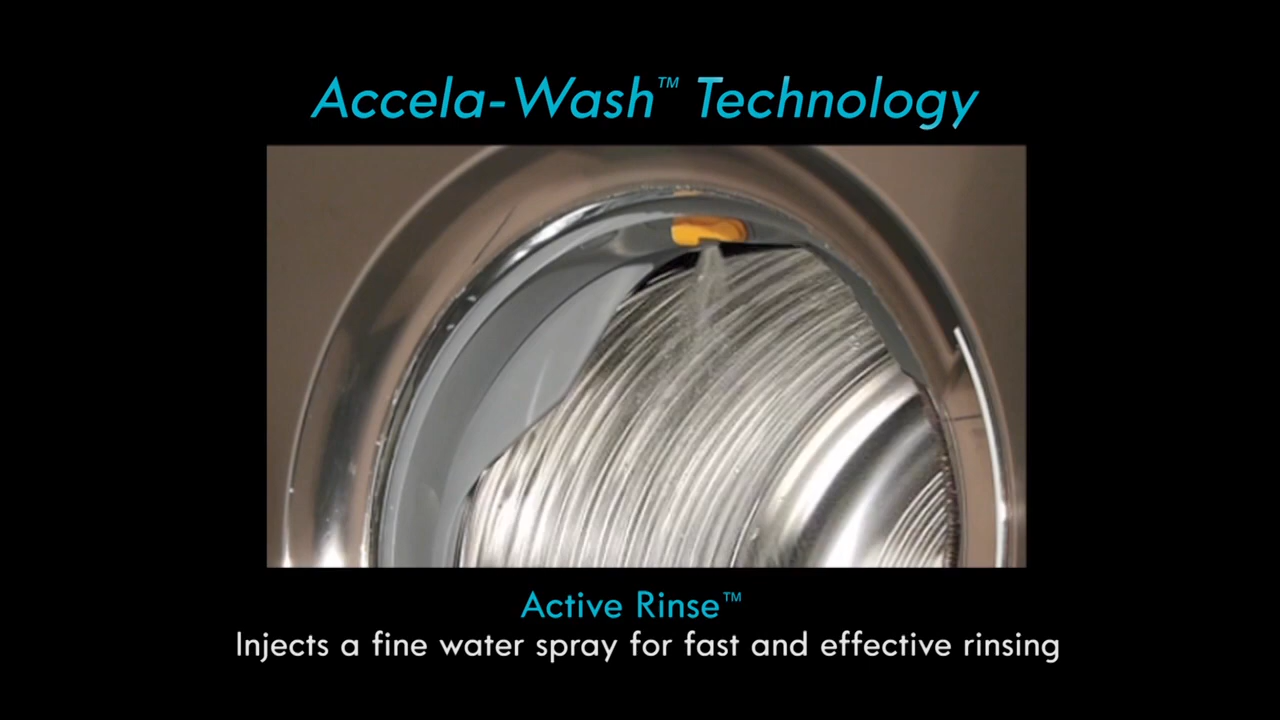 Accela-Wash™ Technology
Active Rinse™
Injects a fine water spray for fast and effective rinsing